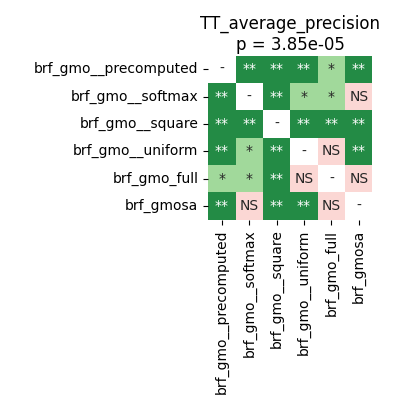 TT_average_precision
p = 3.85e-05
brf_gmo__precomputed - ** ** ** * **
brf_gmo__softmax ** - ** * * NS
brf_gmo__square ** ** - ** ** **
brf_gmo__uniform ** * ** - NS **
brf_gmo_full * * ** NS - NS
brf_gmosa ** NS ** ** NS -
brf_gmo__precomputed
brf_gmo__softmax
brf_gmo__square
brf_gmo__uniform
brf_gmo_full
brf_gmosa